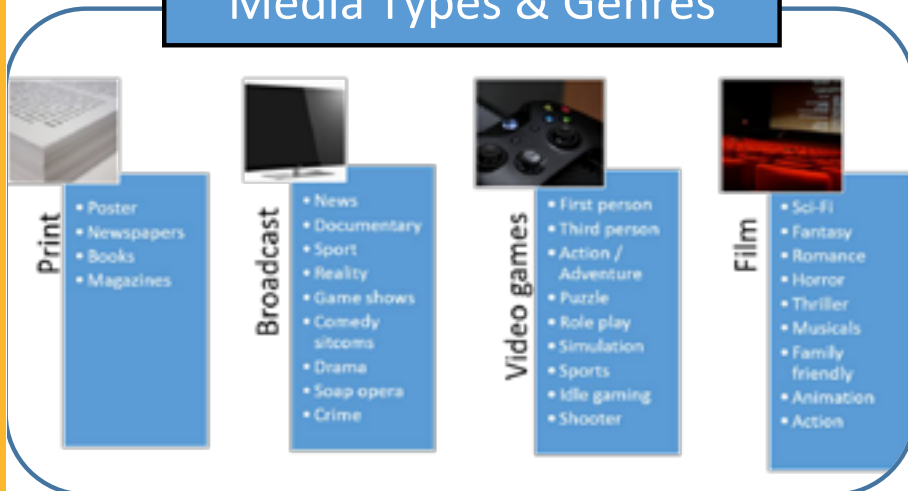 Media Types & Genres
Print
• Poster
• Newspapers
• Books
• Magazines
Broadcast
• News
• Documentary
• Sport
• Reality
• Game shows
• Comedy
sitcoms
• Drama
• Soap opera
• Crime
Video games
• First person
• Third person
• Action /
Adventure
• Puzzle
• Role play
• Simulation
• Sports
• Idle gaming
• Shooter
Film
• Sci-Fi
• Fantasy
• Romance
• Horror
• Thriller
• Musicals
• Family
friendly
• Animation
• Action